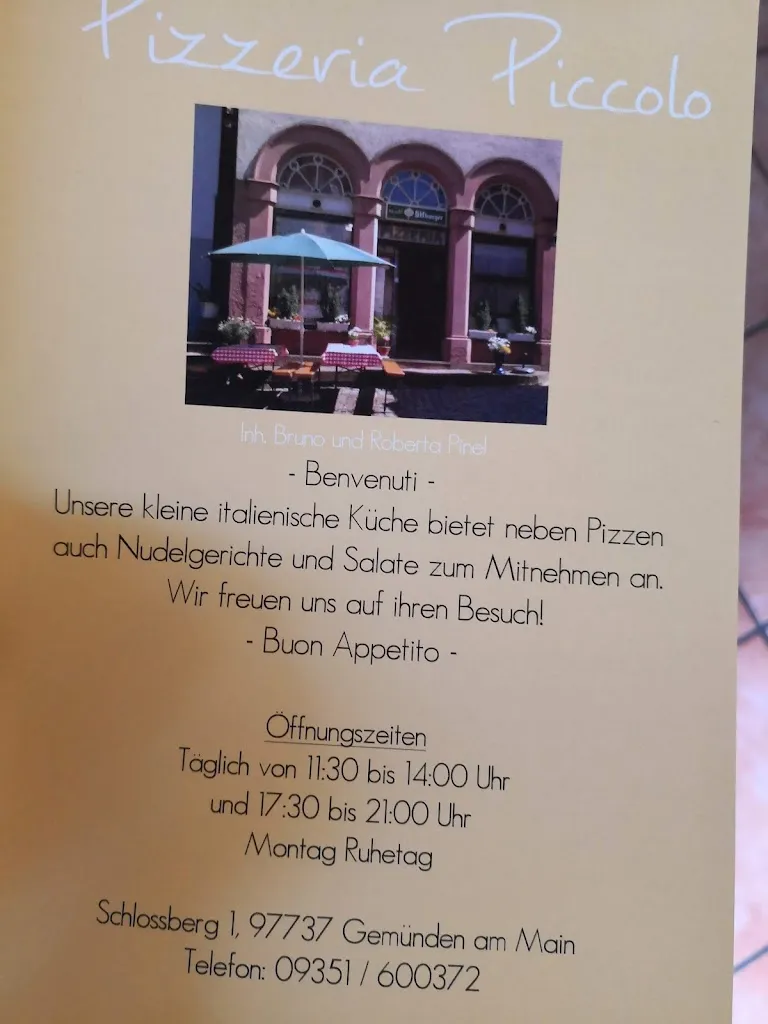 Pizzeria Piccolo
PIZZERIA
Inh. Bruno und Roberta Pinel
- Benvenuti -
Unsere kleine italienische Küche bietet neben Pizzen
auch Nudelgerichte und Salate zum Mitnehmen an.
Wir freuen uns auf ihren Besuch!
- Buon Appetito -
Öffnungszeiten
Täglich von 11:30 bis 14:00 Uhr
und 17:30 bis 21:00 Uhr
Montag Ruhetag
Schlossberg 1, 97737 Gemünden am Main
Telefon: 09351 / 600372